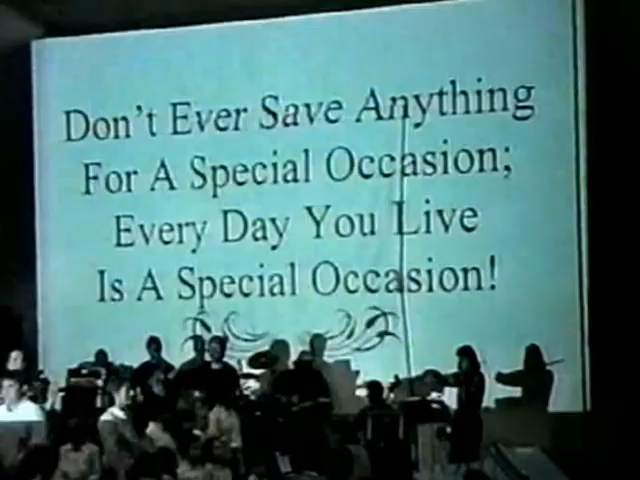 Don't Ever Save Anything
For A Special Occasion;
Every Day You Live
Is A Special Occasion!